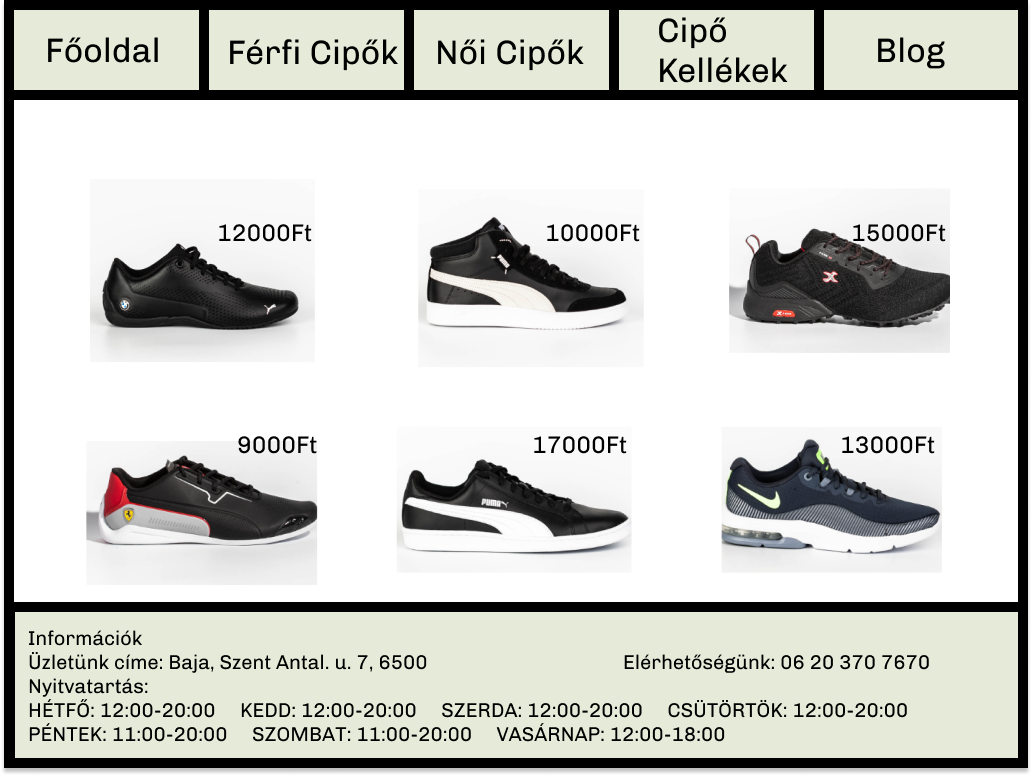 Főoldal
Férfi Cipők
Női Cipők
Cipő
Kellékek
Blog
12000Ft
10000Ft
15000Ft
9000Ft
17000Ft
13000Ft
PUMA
Információk
Üzletünk címe: Baja, Szent Antal. u. 7, 6500
Elérhetőségünk: 06 20 370 7670
Nyitvatartás:
HÉTFŐ: 12:00-20:00 KEDD: 12:00-20:00 SZERDA: 12:00-20:00 CSÜTÖRTÖK: 12:00-20:00
PÉNTEK: 11:00-20:00 SZOMBAT: 11:00-20:00 VASÁRNAP: 12:00-18:00